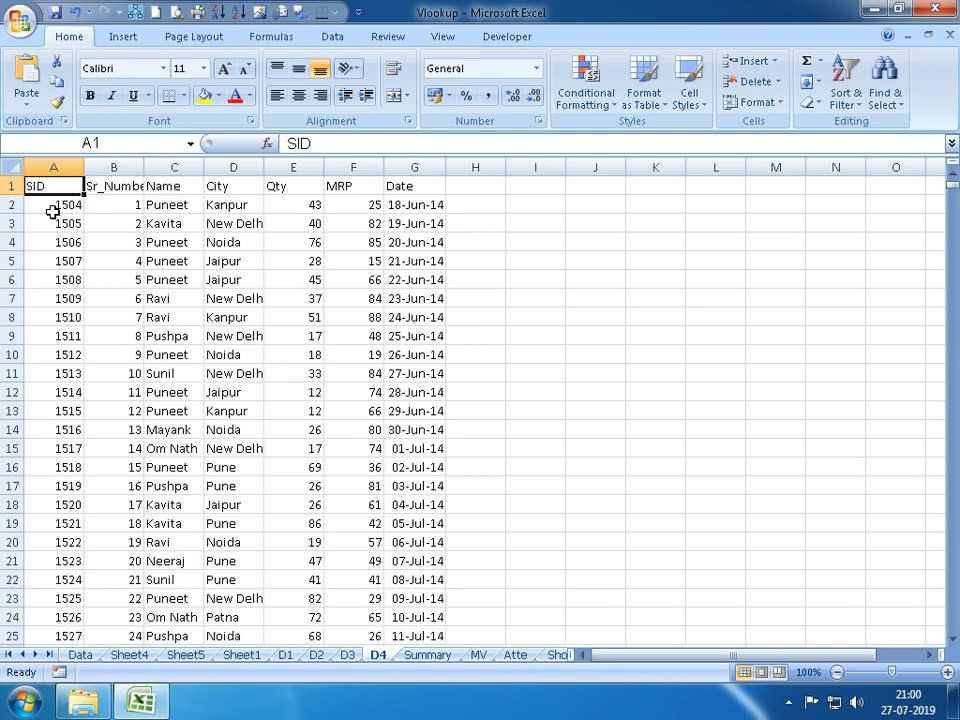 Vlookup - Microsoft Excel
Home Insert Page Layout Formulas Data Review View Developer
Calibri 11 General Insert
Paste B I U % , Conditional Formatting Format as Table Cell Styles Delete Format Σ Sort & Filter Find & Select
Clipboard Font Alignment Number Styles Cells Editing
A1 fx SID
A B C D E F G H I J K L M N O
1 SID Sr_Numbe Name City Qty MRP Date
2 1504 1 Puneet Kanpur 43 25 18-Jun-14
3 1505 2 Kavita New Delh 40 82 19-Jun-14
4 1506 3 Puneet Noida 76 85 20-Jun-14
5 1507 4 Puneet Jaipur 28 15 21-Jun-14
6 1508 5 Puneet Jaipur 45 66 22-Jun-14
7 1509 6 Ravi New Delh 37 84 23-Jun-14
8 1510 7 Ravi Kanpur 51 88 24-Jun-14
9 1511 8 Pushpa New Delh 17 48 25-Jun-14
10 1512 9 Puneet Noida 18 19 26-Jun-14
11 1513 10 Sunil New Delh 33 84 27-Jun-14
12 1514 11 Puneet Jaipur 12 74 28-Jun-14
13 1515 12 Puneet Kanpur 12 66 29-Jun-14
14 1516 13 Mayank Noida 26 80 30-Jun-14
15 1517 14 Om Nath New Delh 17 74 01-Jul-14
16 1518 15 Puneet Pune 69 36 02-Jul-14
17 1519 16 Pushpa Pune 26 81 03-Jul-14
18 1520 17 Kavita Jaipur 26 61 04-Jul-14
19 1521 18 Kavita Pune 86 42 05-Jul-14
20 1522 19 Ravi Noida 19 57 06-Jul-14
21 1523 20 Neeraj Pune 47 49 07-Jul-14
22 1524 21 Sunil Pune 41 41 08-Jul-14
23 1525 22 Puneet New Delh 82 29 09-Jul-14
24 1526 23 Om Nath Patna 72 65 10-Jul-14
25 1527 24 Pushpa Noida 68 26 11-Jul-14
Data Sheet4 Sheet5 Sheet1 D1 D2 D3 D4 Summary MV Atte Sho
Ready 100%
21:00
27-07-2019